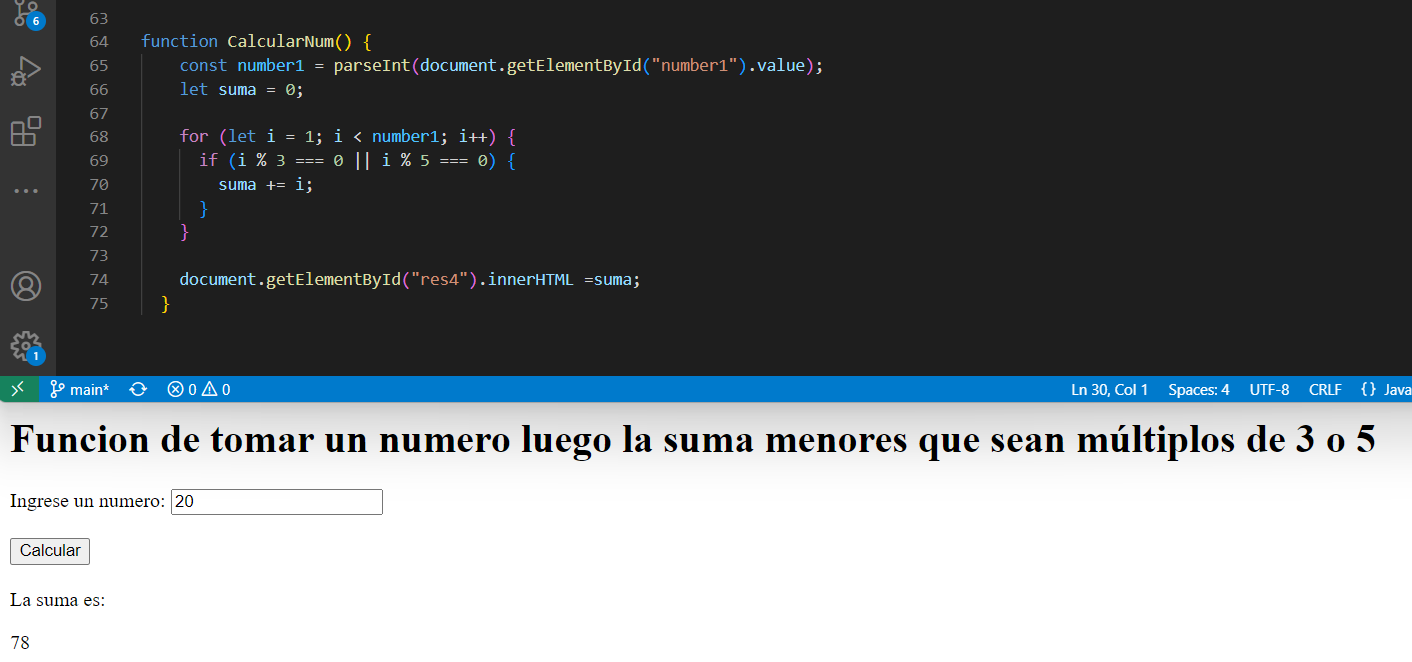 6
63
64 function CalcularNum() {
65 const number1 = parseInt(document.getElementById("number1").value);
66 let suma = 0;
67
68 for (let i = 1; i < number1; i++) {
69 if (i % 3 === 0 || i % 5 === 0) {
70 suma += i;
71 }
72 }
73
74 document.getElementById("res4").innerHTML =suma;
75 }
1
main* 0 0 Ln 30, Col 1 Spaces: 4 UTF-8 CRLF {} Java
Funcion de tomar un numero luego la suma menores que sean múltiplos de 3 o 5
Ingrese un numero: 20
Calcular
La suma es:
78